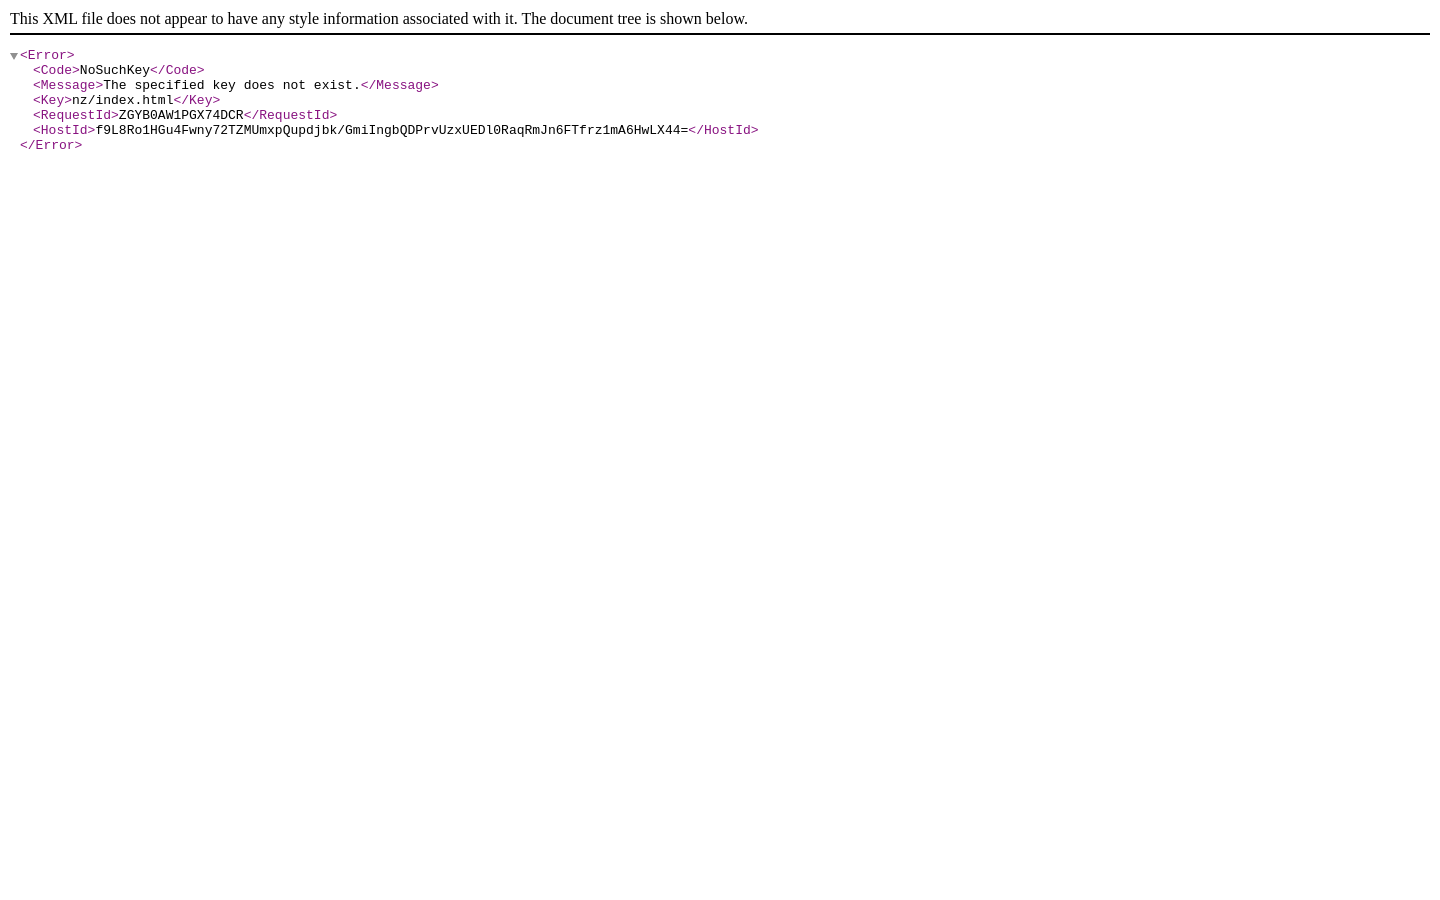 This XML file does not appear to have any style information associated with it. The document tree is shown below.
<Error>
<Code>NoSuchKey</Code>
<Message>The specified key does not exist.</Message>
<Key>nz/index.html</Key>
<RequestId>ZGYB0AW1PGX74DCR</RequestId>
<HostId>f9L8Ro1HGu4Fwny72TZMUmxpQupdjbk/GmiIngbQDPrvUzxUEDl0RaqRmJn6FTfrz1mA6HwLX44=</HostId>
</Error>